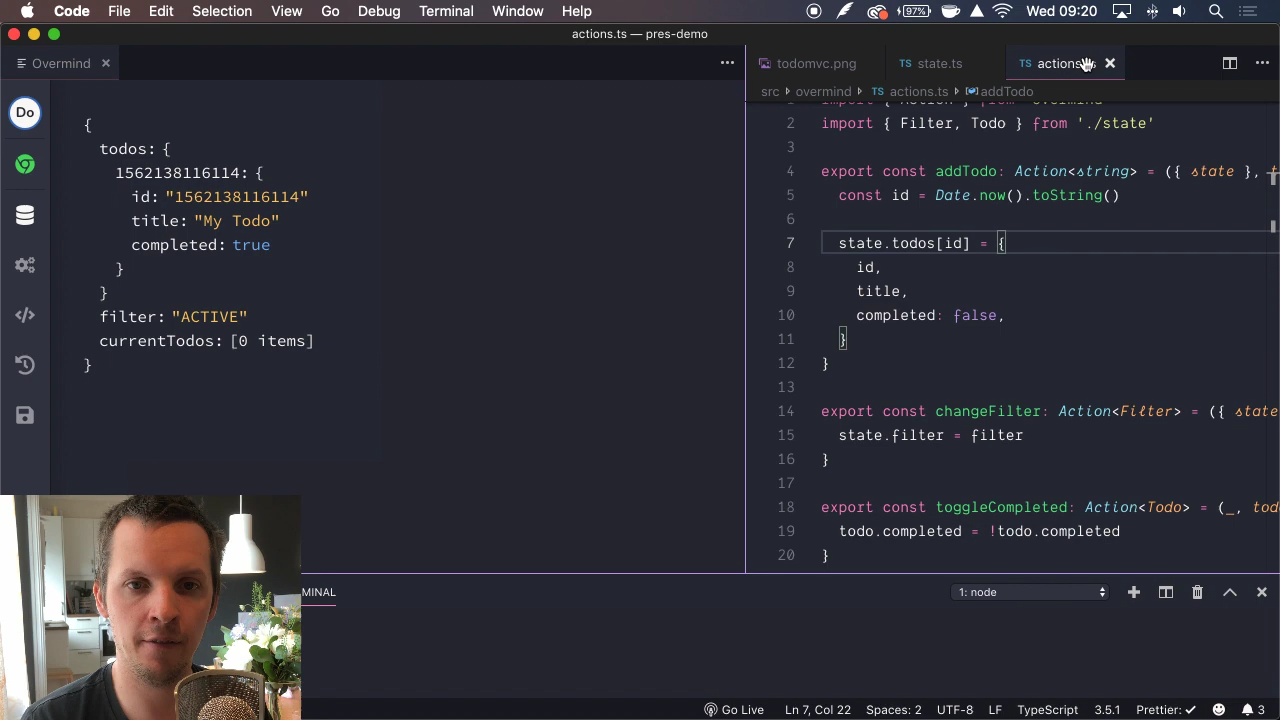 Code File Edit Selection View Go Debug Terminal Window Help 97% Wed 09:20
actions.ts — pres-demo
Overmind
todomvc.png TS state.ts TS actions
src overmind TS actions.ts addTodo
Do
{
todos: {
1562138116114: {
id: "1562138116114"
title: "My Todo"
completed: true
}
}
filter: "ACTIVE"
currentTodos: [0 items]
}
2 import { Filter, Todo } from './state'
3
4 export const addTodo: Action<string> = ({ state }, t
5 const id = Date.now().toString()
6
7 state.todos[id] = {
8 id,
9 title,
10 completed: false,
11 }
12 }
13
14 export const changeFilter: Action<Filter> = ({ state
15 state.filter = filter
16 }
17
18 export const toggleCompleted: Action<Todo> = (_, tod
19 todo.completed = !todo.completed
20 }
MINAL
1: node
Go Live Ln 7, Col 22 Spaces: 2 UTF-8 LF TypeScript 3.5.1 Prettier: ✓ 3